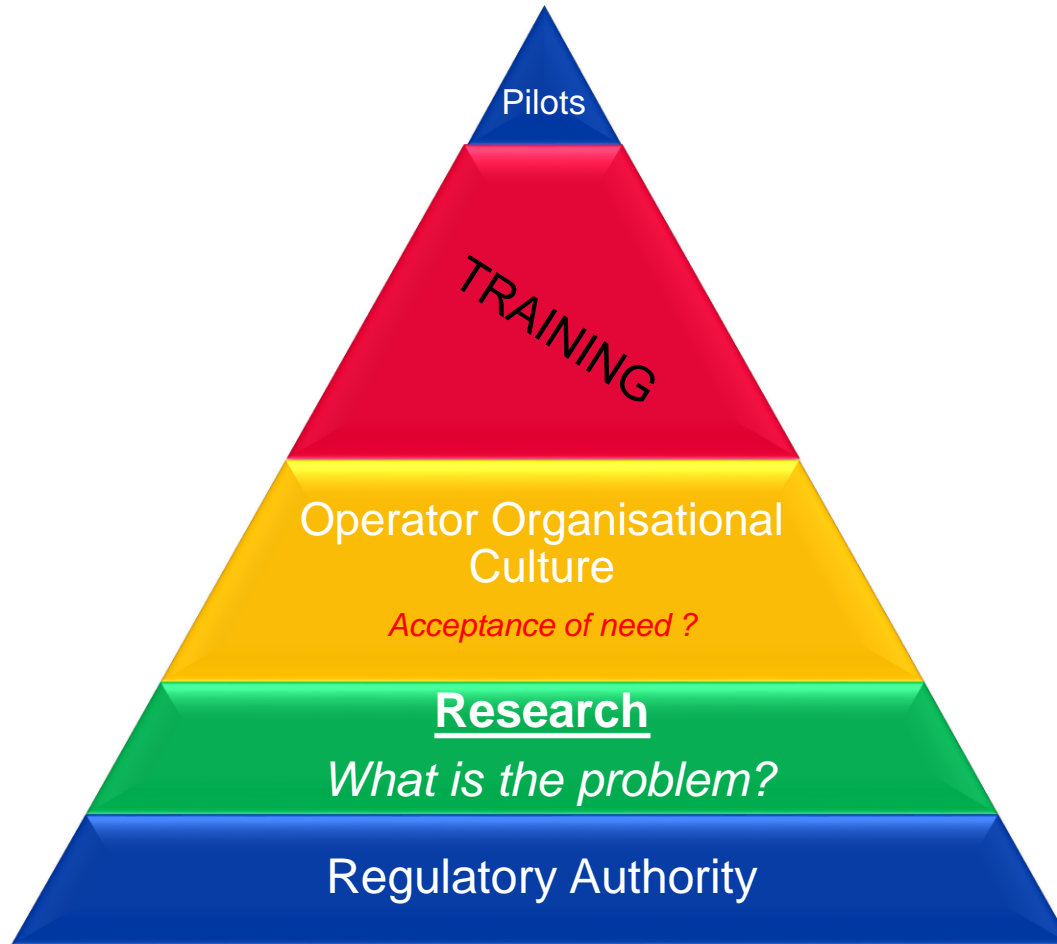 Pilots
TRAINING
Operator Organisational
Culture
Acceptance of need ?
Research
What is the problem?
Regulatory Authority